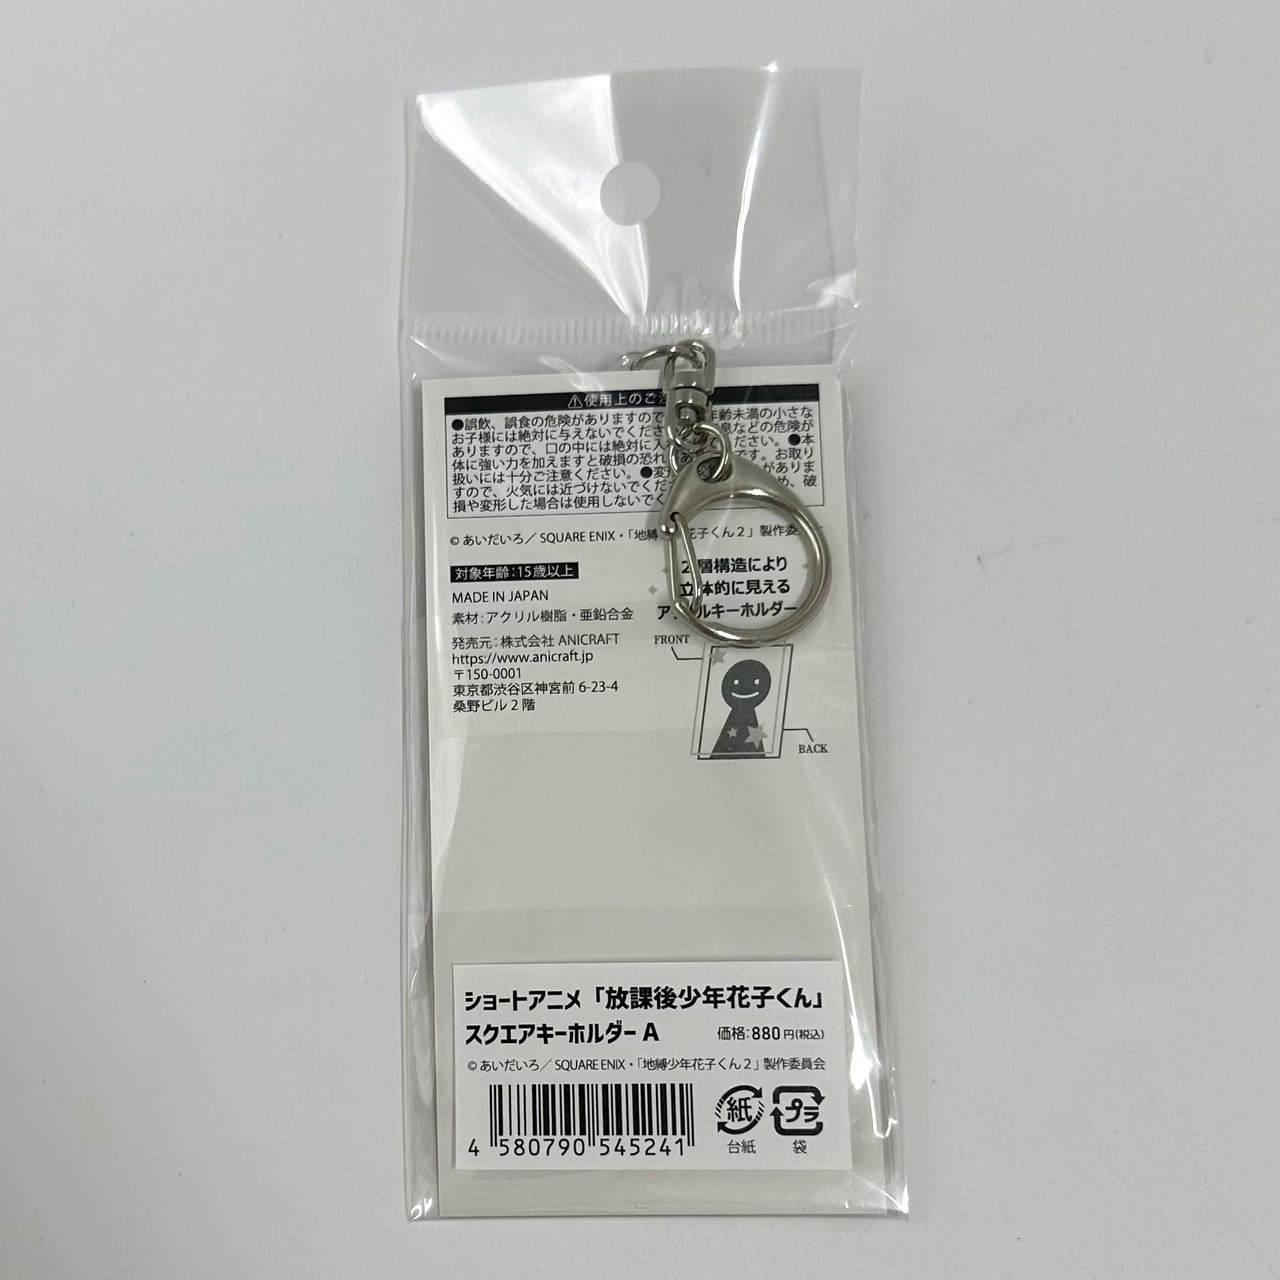 ⚠使用上のご注
●誤飲、誤食の危険がありますので 年齢未満の小さな
お子様には絶対に与えないでくださ 息などの危険が
ありますので、口の中には絶対に入 ください。●本
体に強い力を加えますと破損の恐れ です。お取り
扱いには十分ご注意ください。●変 がありま
すので、火気には近づけないでくだ め、破
損や変形した場合は使用しないで
© あいだいろ／ SQUARE ENIX・「地縛 花子くん２」製作委
対象年齢：15歳以上
MADE IN JAPAN
素材：アクリル樹脂・亜鉛合金
発売元：株式会社 ANICRAFT
https://www.anicraft.jp
〒150-0001
東京都渋谷区神宮前 6-23-4
桑野ビル 2 階
2層構造により
立体的に見える
ア ルキーホルダー
FRONT
BACK
ショートアニメ「放課後少年花子くん」
スクエアキーホルダー A 価格：880円(税込)
© あいだいろ／ SQUARE ENIX・「地縛少年花子くん２」製作委員会
4 580790 545241
紙 プラ
台紙 袋